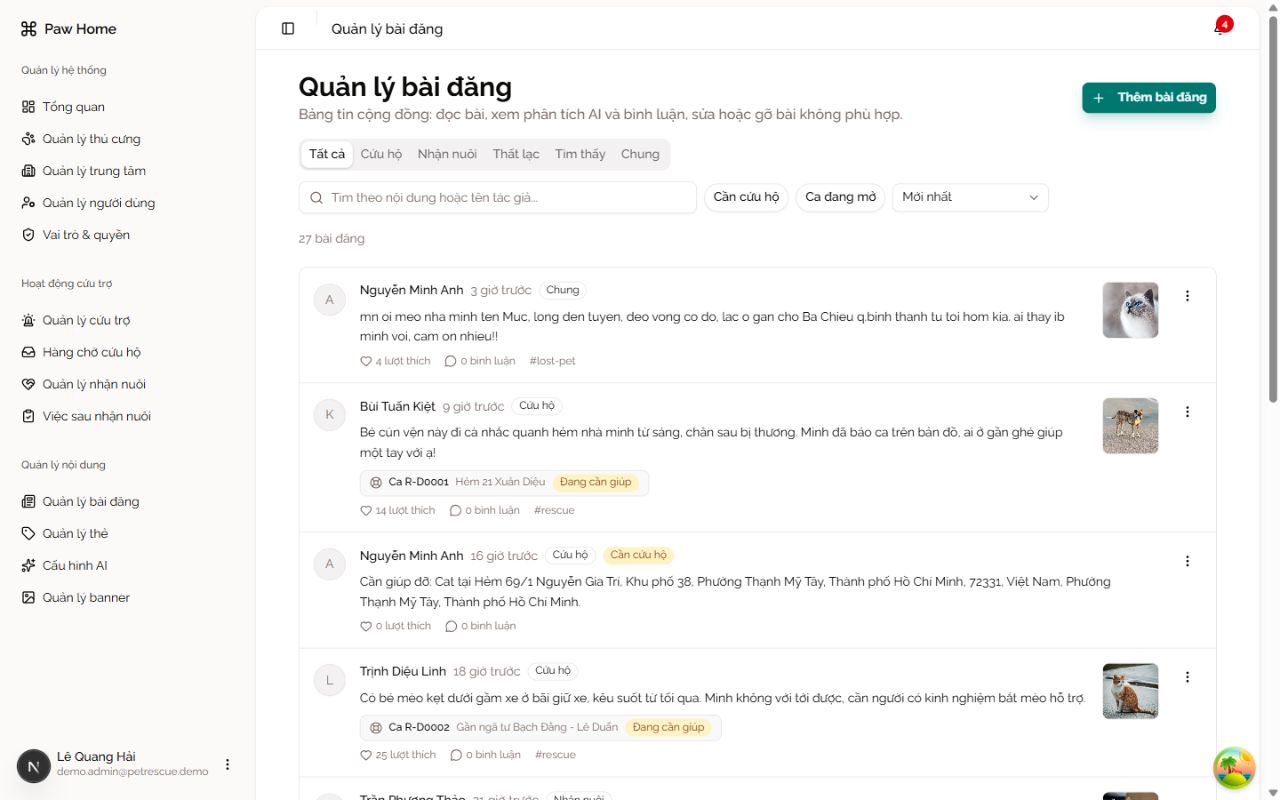 Paw Home
Quản lý hệ thống
Tổng quan
Quản lý thú cưng
Quản lý trung tâm
Quản lý người dùng
Vai trò & quyền
Hoạt động cứu trợ
Quản lý cứu trợ
Hàng chờ cứu hộ
Quản lý nhận nuôi
Việc sau nhận nuôi
Quản lý nội dung
Quản lý bài đăng
Quản lý thẻ
Cấu hình AI
Quản lý banner
N
Lê Quang Hải
demo.admin@petrescue.demo
Quản lý bài đăng
4
Quản lý bài đăng
Bảng tin cộng đồng: đọc bài, xem phân tích AI và bình luận, sửa hoặc gỡ bài không phù hợp.
+ Thêm bài đăng
Tất cả Cứu hộ Nhận nuôi Thất lạc Tìm thấy Chung
Tìm theo nội dung hoặc tên tác giả... Cần cứu hộ Ca đang mở Mới nhất
27 bài đăng
A
Nguyễn Minh Anh 3 giờ trước Chung
mn oi meo nha minh ten Muc, long den tuyen, deo vong co do, lac o gan cho Ba Chieu q.binh thanh tu toi hom kia. ai thay ib
minh voi, cam on nhieu!!
4 lượt thích 0 bình luận #lost-pet
K
Bùi Tuấn Kiệt 9 giờ trước Cứu hộ
Bé cún vện này đi cà nhắc quanh hẻm nhà mình từ sáng, chân sau bị thương. Mình đã báo ca trên bản đồ, ai ở gần ghé giúp
một tay với ạ!
Ca R-D0001 Hẻm 21 Xuân Diệu Đang cần giúp
14 lượt thích 0 bình luận #rescue
A
Nguyễn Minh Anh 16 giờ trước Cứu hộ Cần cứu hộ
Cần giúp đỡ: Cat tại Hẻm 69/1 Nguyễn Gia Trí, Khu phố 38, Phường Thạnh Mỹ Tây, Thành phố Hồ Chí Minh, 72331, Việt Nam, Phường
Thạnh Mỹ Tây, Thành phố Hồ Chí Minh.
0 lượt thích 0 bình luận
L
Trịnh Diệu Linh 18 giờ trước Cứu hộ
Có bé mèo kẹt dưới gầm xe ở bãi giữ xe, kêu suốt từ tối qua. Mình không với tới được, cần người có kinh nghiệm bắt mèo hỗ trợ.
Ca R-D0002 Gần ngã tư Bạch Đằng - Lê Duẩn Đang cần giúp
25 lượt thích 0 bình luận #rescue
Trần Phương Thảo 21 giờ trước Nhận nuôi